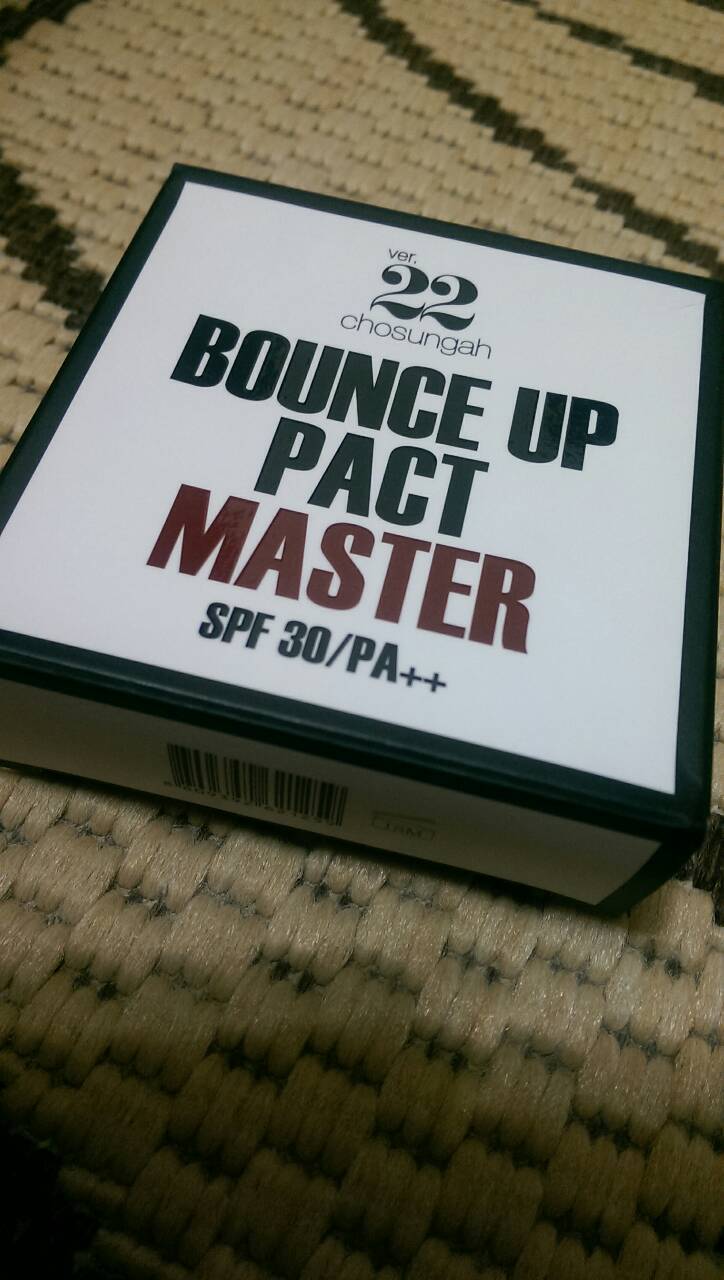 ver.
22
chosungah
BOUNCE UP
PACT
MASTER
SPF 30/PA++